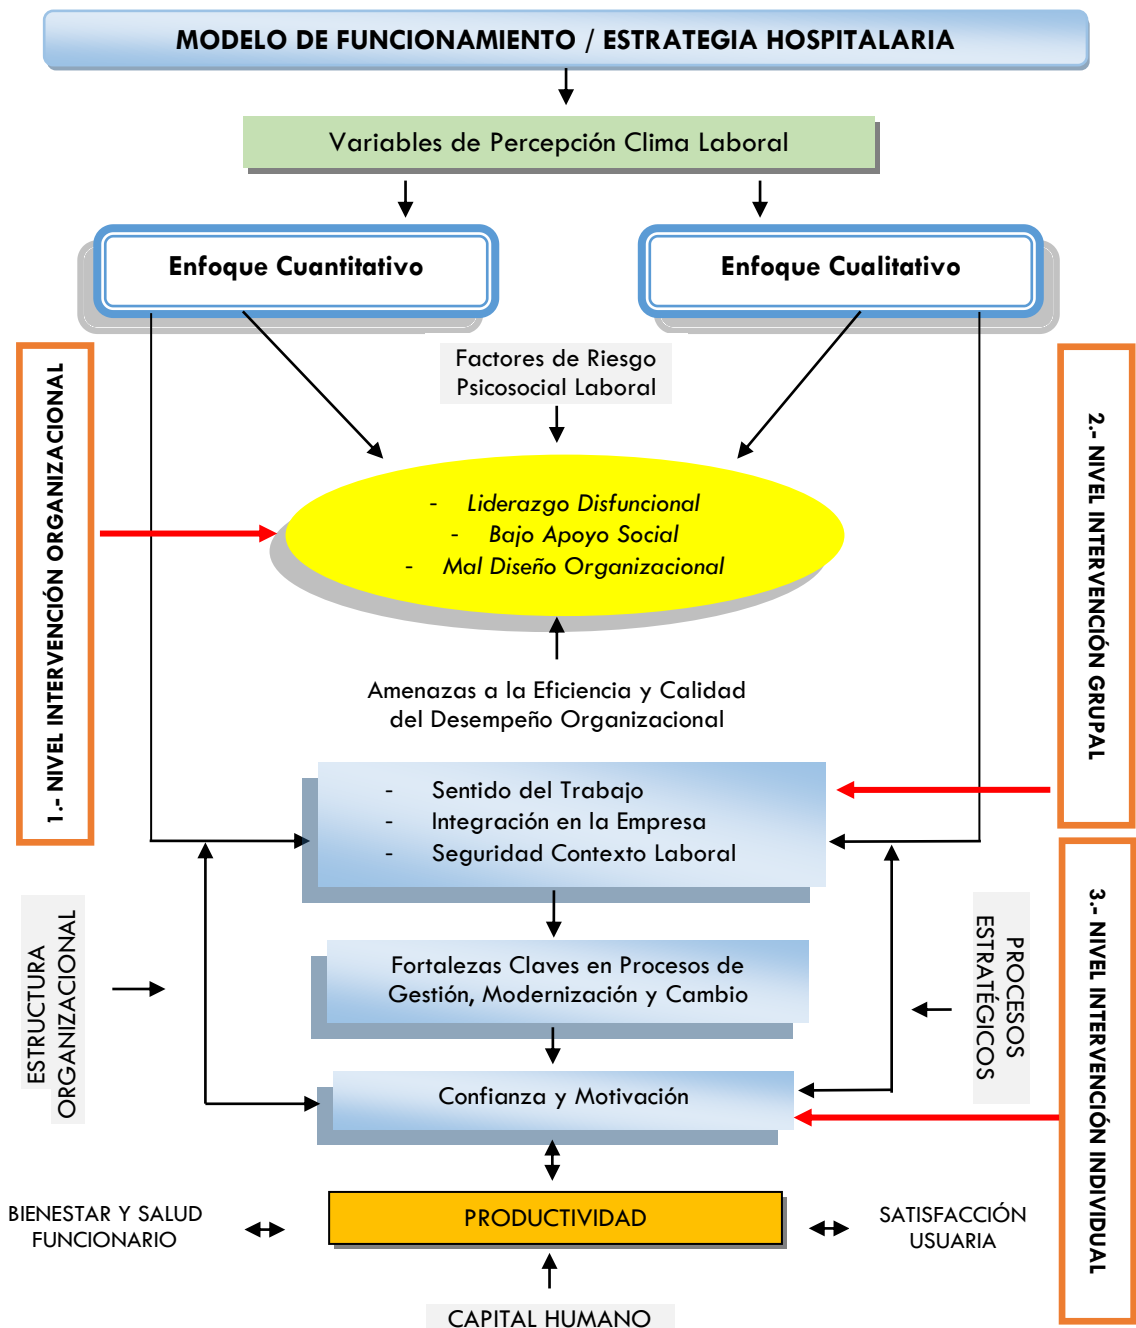 MODELO DE FUNCIONAMIENTO / ESTRATEGIA HOSPITALARIA
Variables de Percepción Clima Laboral
Enfoque Cuantitativo
Enfoque Cualitativo
Factores de Riesgo
Psicosocial Laboral
1.- NIVEL INTERVENCIÓN ORGANIZACIONAL
2.- NIVEL INTERVENCIÓN GRUPAL
- Liderazgo Disfuncional
- Bajo Apoyo Social
- Mal Diseño Organizacional
Amenazas a la Eficiencia y Calidad
del Desempeño Organizacional
- Sentido del Trabajo
- Integración en la Empresa
- Seguridad Contexto Laboral
ESTRUCTURA
ORGANIZACIONAL
Fortalezas Claves en Procesos de
Gestión, Modernización y Cambio
PROCESOS
ESTRATÉGICOS
3.- NIVEL INTERVENCIÓN INDIVIDUAL
Confianza y Motivación
BIENESTAR Y SALUD
FUNCIONARIO
PRODUCTIVIDAD
SATISFACCIÓN
USUARIA
CAPITAL HUMANO